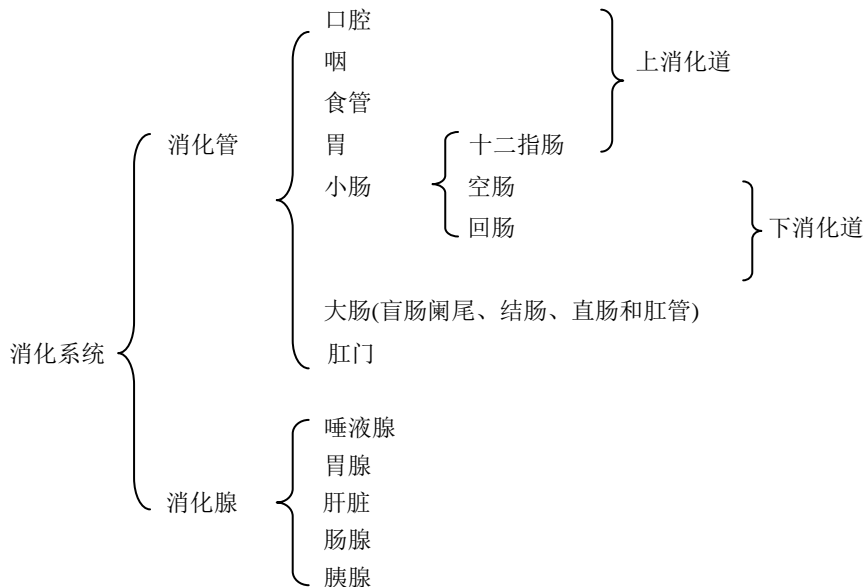 口腔
咽
上消化道
食管
消化管
胃
十二指肠
小肠
空肠
回肠
下消化道
大肠(盲肠阑尾、结肠、直肠和肛管)
消化系统
肛门
唾液腺
胃腺
消化腺
肝脏
肠腺
胰腺